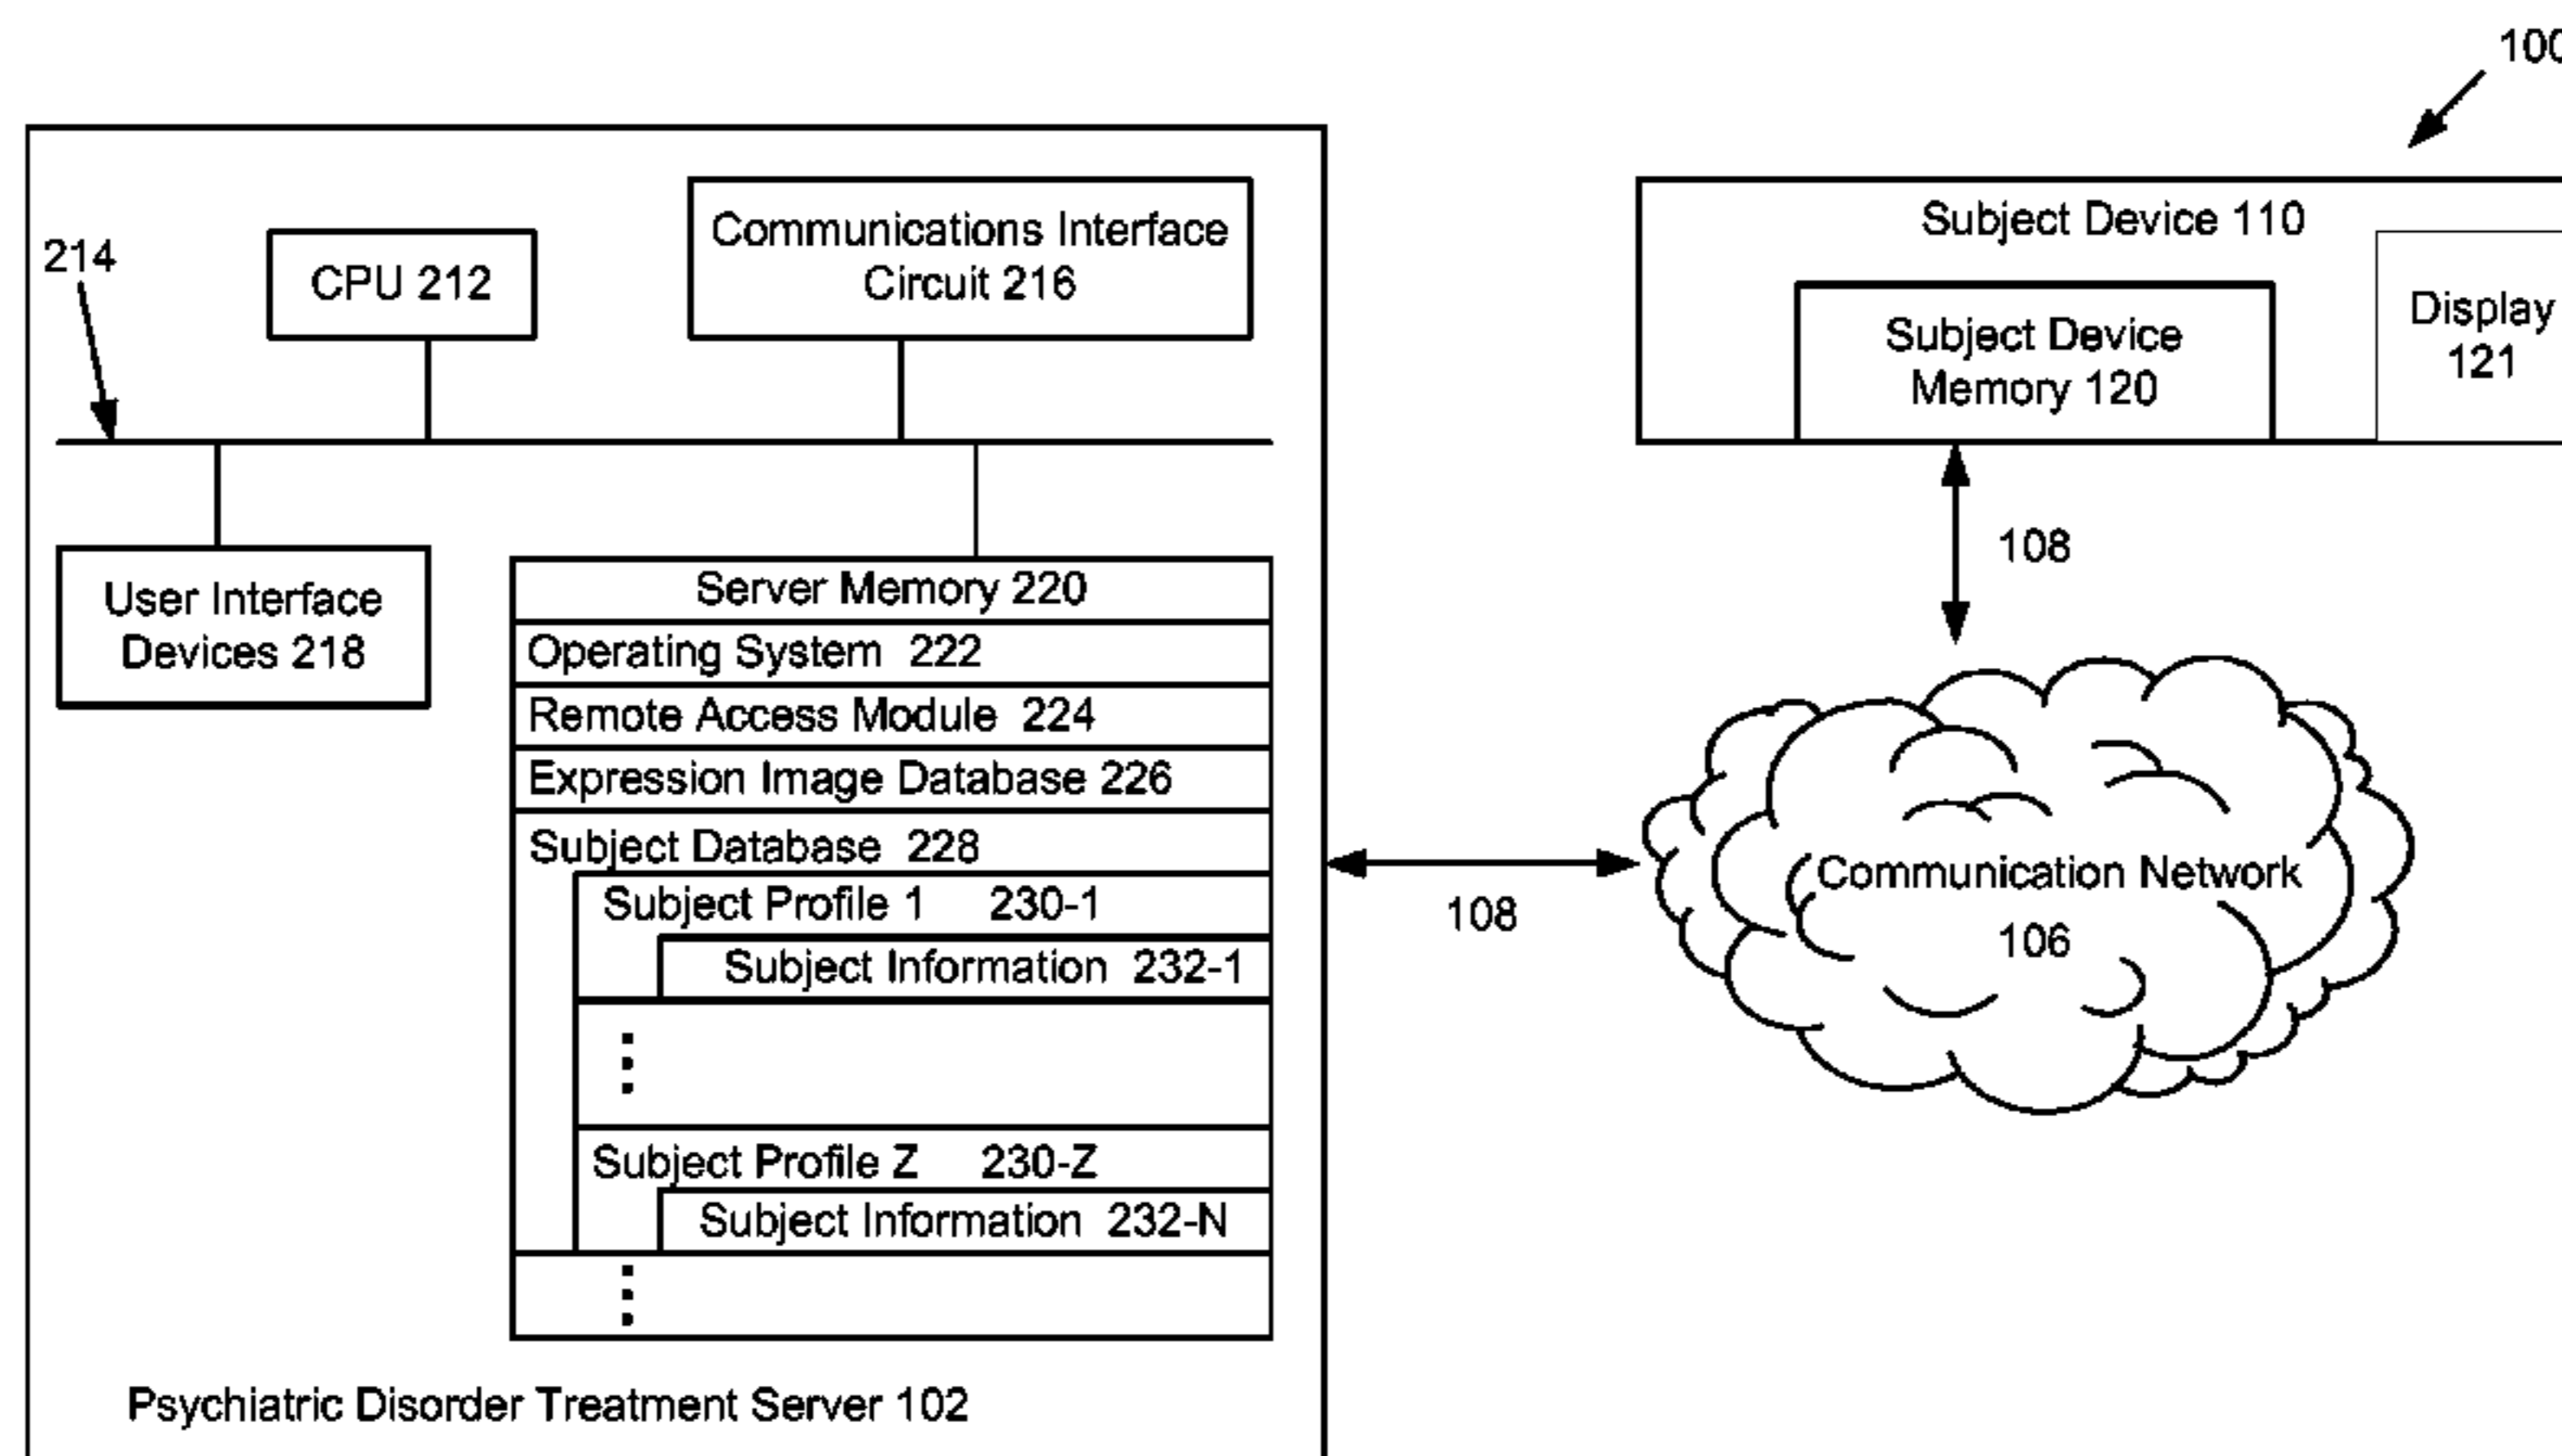 100
214
CPU 212
Communications Interface
Circuit 216
User Interface
Devices 218
Server Memory 220
Operating System 222
Remote Access Module 224
Expression Image Database 226
Subject Database 228
Subject Profile 1 230-1
Subject Information 232-1
⋮
Subject Profile Z 230-Z
Subject Information 232-N
⋮
Psychiatric Disorder Treatment Server 102
Subject Device 110
Subject Device
Memory 120
Display
121
108
108
Communication Network
106